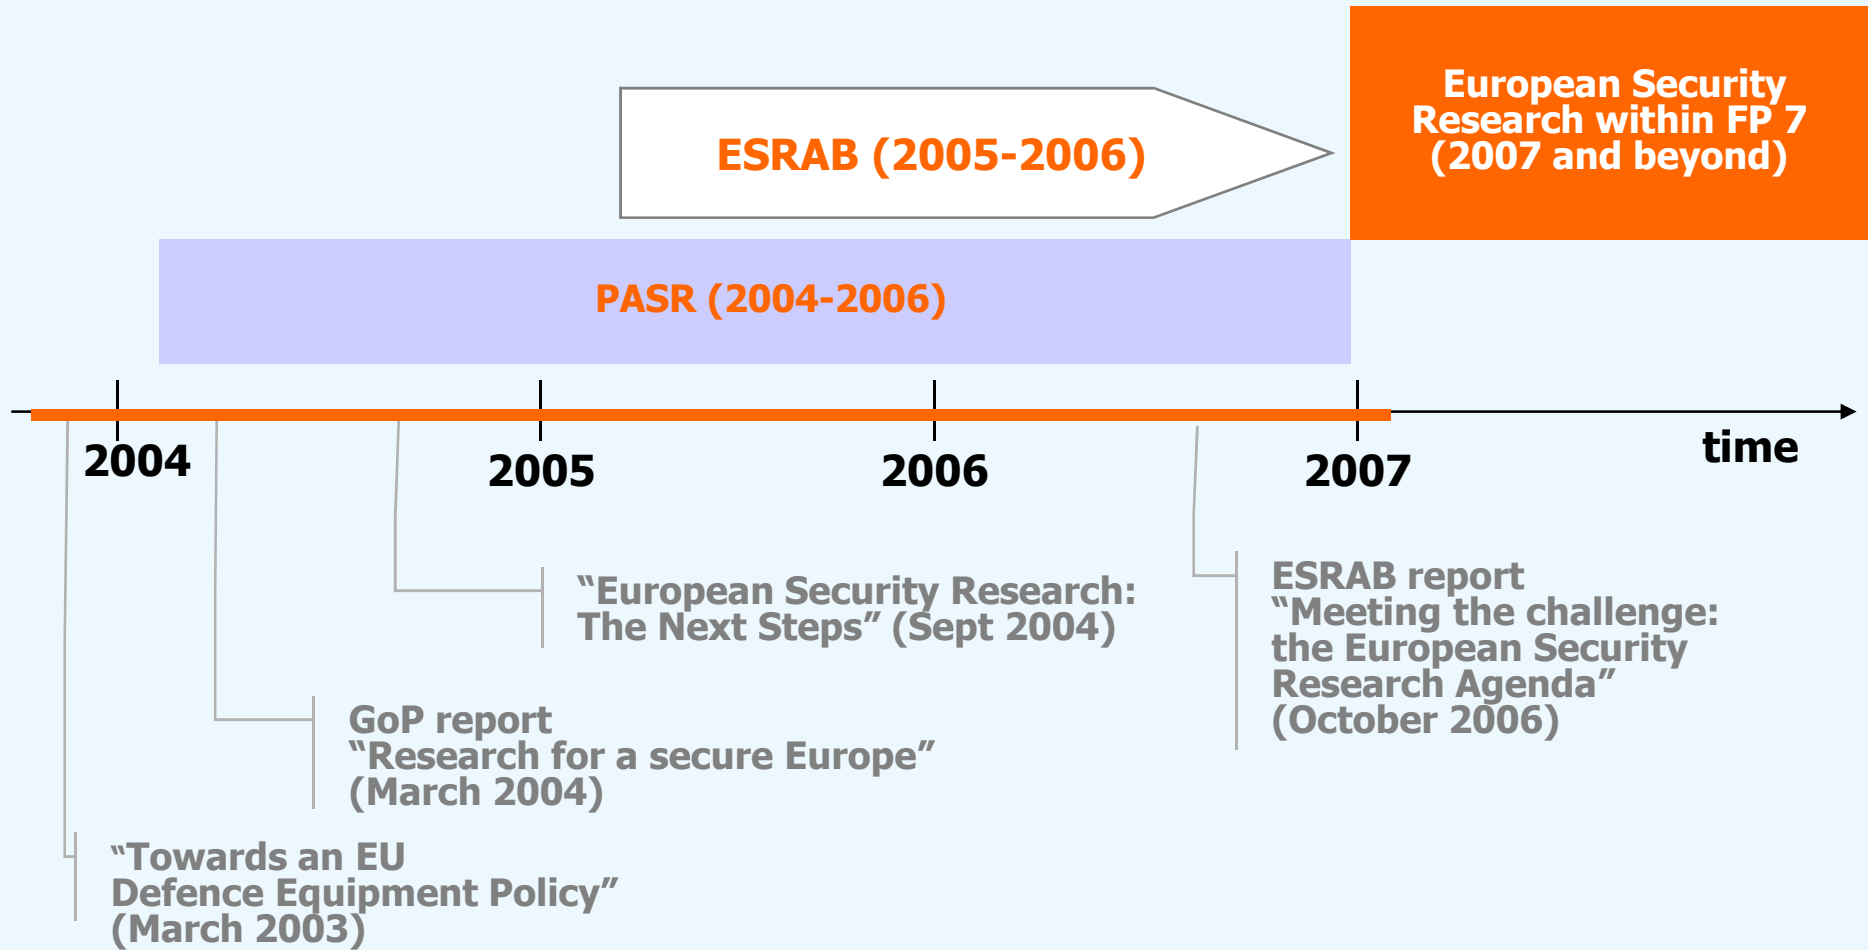 European Security
Research within FP 7
(2007 and beyond)
ESRAB (2005-2006)
PASR (2004-2006)
2004
2005
2006
2007
time
“European Security Research:
The Next Steps” (Sept 2004)
ESRAB report
“Meeting the challenge:
the European Security
Research Agenda”
(October 2006)
GoP report
“Research for a secure Europe”
(March 2004)
“Towards an EU
Defence Equipment Policy”
(March 2003)